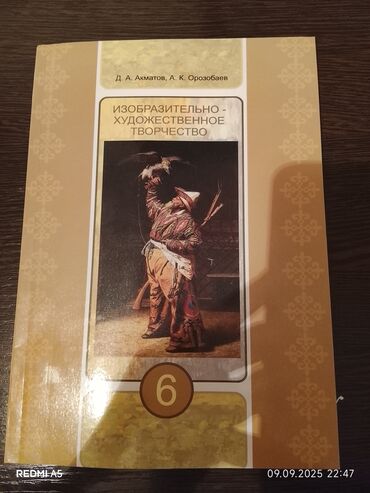 Д. А. Ахматов, А. К. Орозобаев
ИЗОБРАЗИТЕЛЬНО -
ХУДОЖЕСТВЕННОЕ
ТВОРЧЕСТВО
6
REDMI A5
09.09.2025 22:47